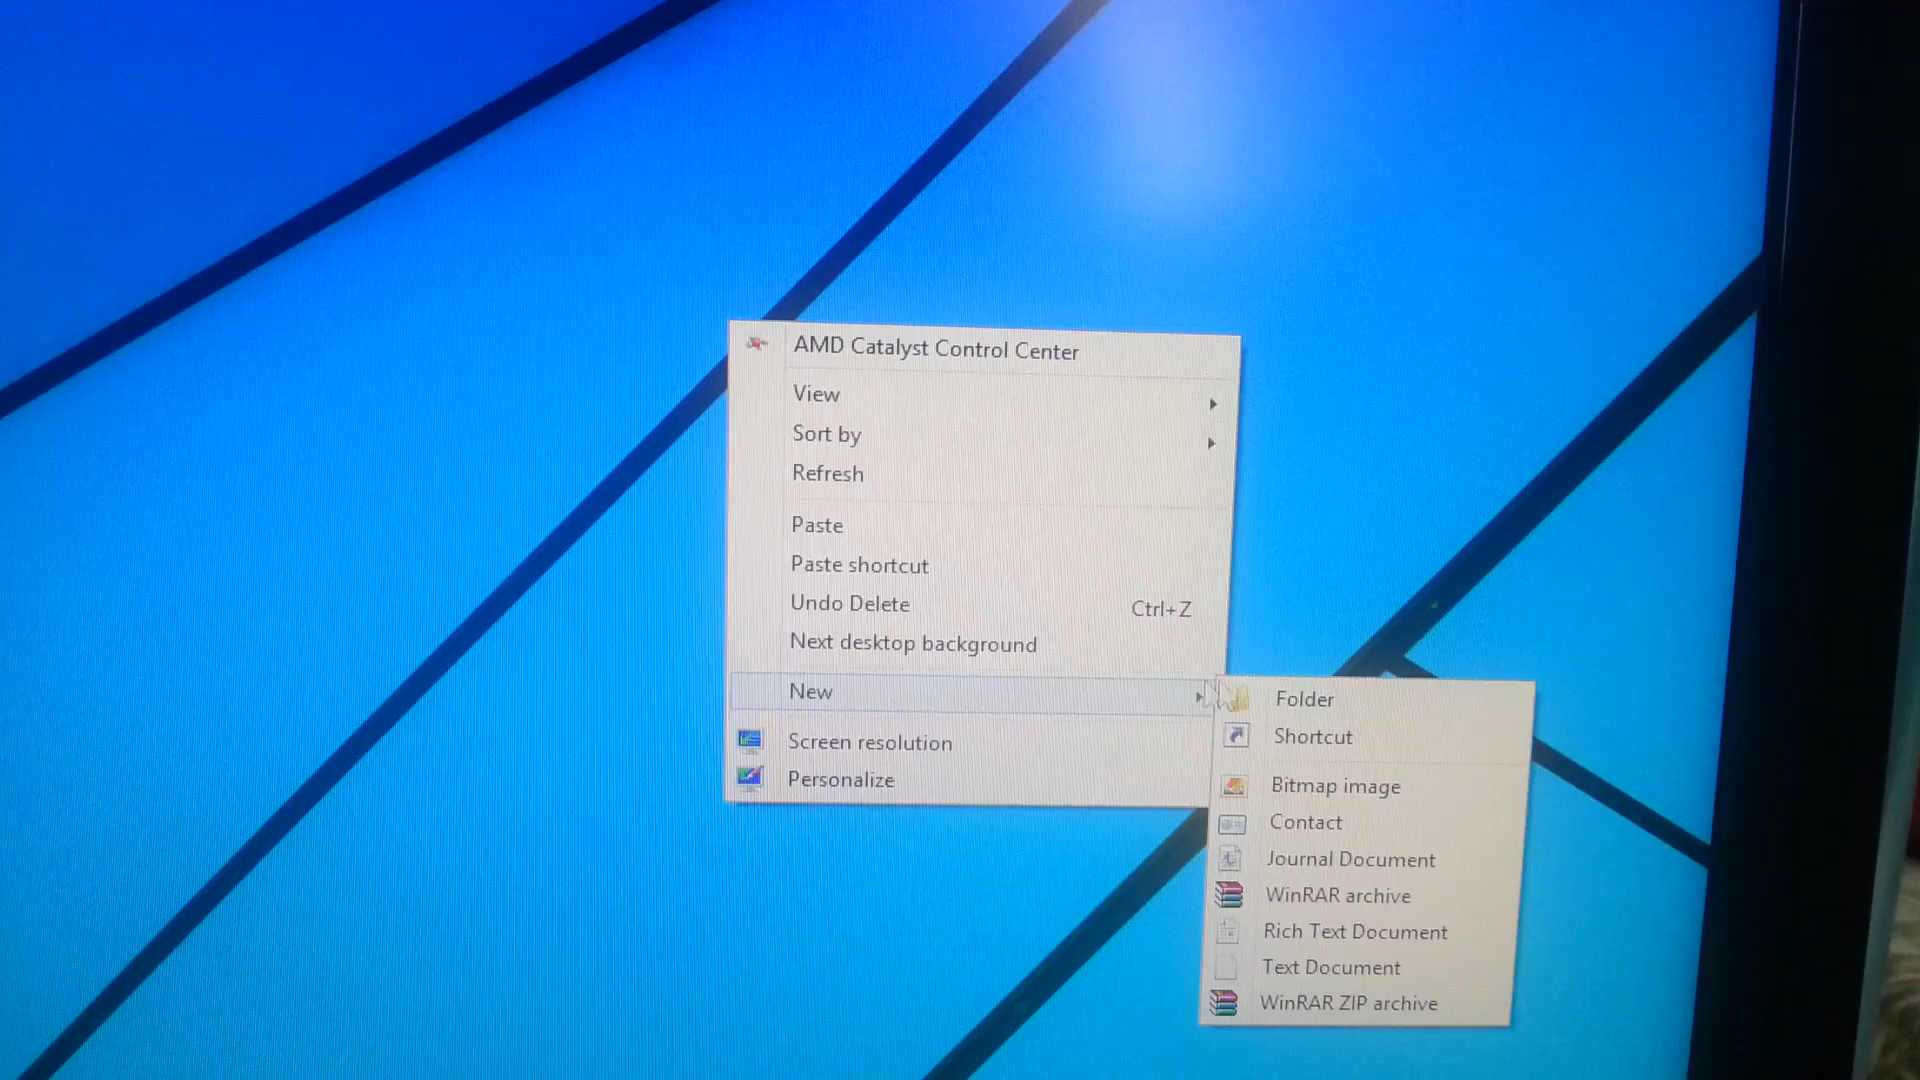 AMD Catalyst Control Center
View
Sort by
Refresh
Paste
Paste shortcut
Undo Delete Ctrl+Z
Next desktop background
New
Screen resolution
Personalize
Folder
Shortcut
Bitmap image
Contact
Journal Document
WinRAR archive
Rich Text Document
Text Document
WinRAR ZIP archive